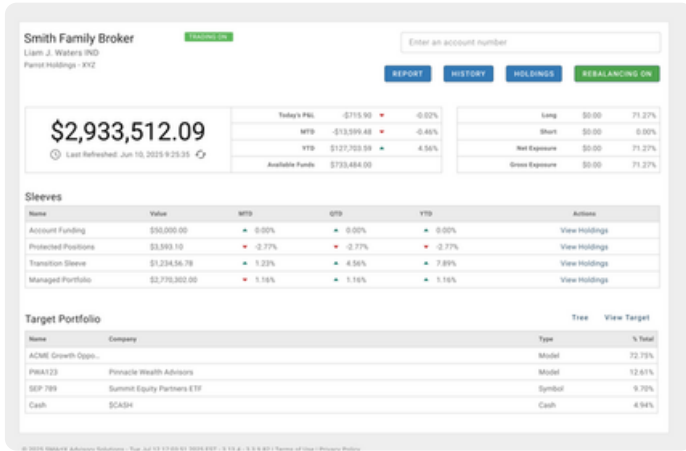 Smith Family Broker TRADING ON Enter an account number
Liam J. Waters IND
Parrot Holdings - XYZ
REPORT HISTORY HOLDINGS REBALANCING ON
$2,933,512.09
Last Refreshed: Jun 10, 2025 9:25:35
Today's P&L -$715.90 -0.02%
MTD -$13,599.48 -0.46%
YTD $127,703.59 4.56%
Available Funds $733,484.00
Long $0.00 71.27%
Short $0.00 0.00%
Net Exposure $0.00 71.27%
Gross Exposure $0.00 71.27%
Sleeves
Name Value MTD QTD YTD Actions
Account Funding $50,000.00 0.00% 0.00% 0.00% View Holdings
Protected Positions $3,593.10 -2.77% -2.77% -2.77% View Holdings
Transition Sleeve $1,234,56.78 1.23% 4.56% 7.89% View Holdings
Managed Portfolio $2,770,302.00 1.16% 1.16% 1.16% View Holdings
Target Portfolio Tree View Target
Name Company Type % Total
ACME Growth Oppo... Model 72.75%
PWA123 Pinnacle Wealth Advisors Model 12.61%
SEP 789 Summit Equity Partners ETF Symbol 9.70%
Cash $CASH Cash 4.94%